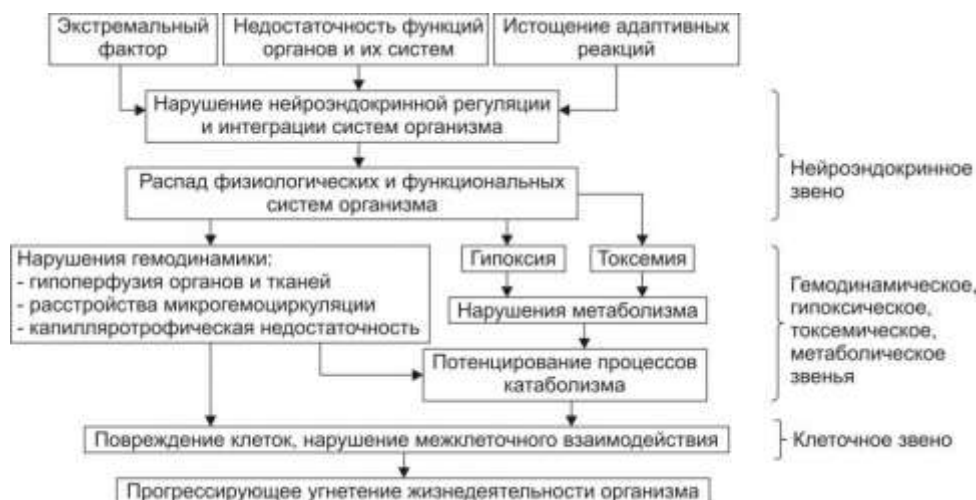 Экстремальный
фактор
Недостаточность функций
органов и их систем
Истощение адаптивных
реакций
Нарушение нейроэндокринной регуляции
и интеграции систем организма
Распад физиологических и функциональных
систем организма
Нейроэндокринное
звено
Нарушения гемодинамики:
- гипоперфузия органов и тканей
- расстройства микрогемоциркуляции
- капилляротрофическая недостаточность
Гипоксия
Токсемия
Нарушения метаболизма
Потенцирование процессов
катаболизма
Гемодинамическое,
гипоксическое,
токсемическое,
метаболическое
звенья
Повреждение клеток, нарушение межклеточного взаимодействия
Клеточное звено
Прогрессирующее угнетение жизнедеятельности организма